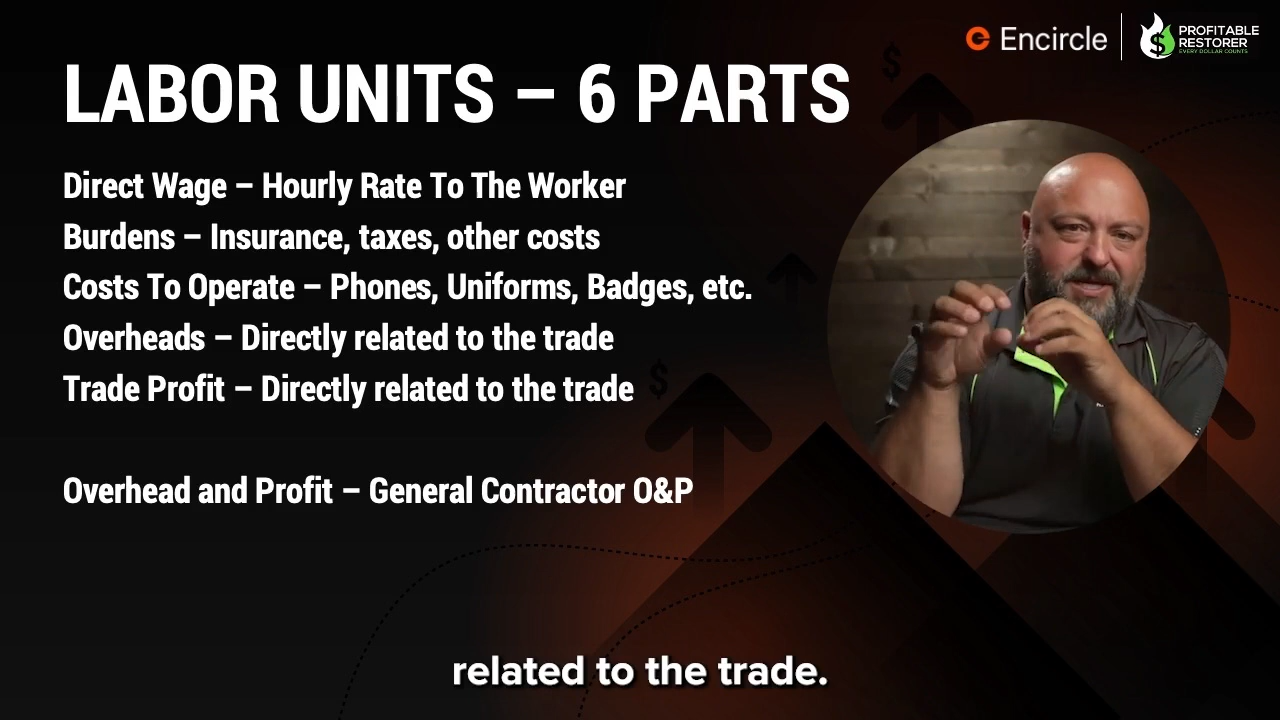 Encircle
PROFITABLE
RESTORER
EVERY DOLLAR COUNTS
LABOR UNITS – 6 PARTS
Direct Wage – Hourly Rate To The Worker
Burdens – Insurance, taxes, other costs
Costs To Operate – Phones, Uniforms, Badges, etc.
Overheads – Directly related to the trade
Trade Profit – Directly related to the trade
Overhead and Profit – General Contractor O&P
related to the trade.